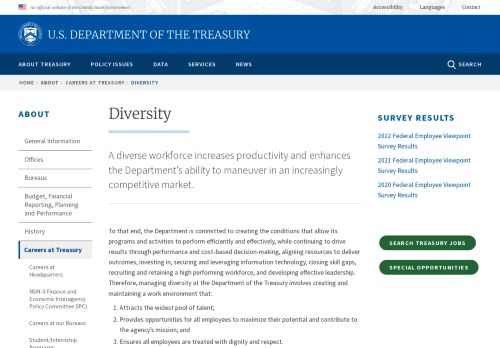 An official website of the United States Government
Accessibility Languages Contact
U.S. DEPARTMENT OF THE TREASURY
ABOUT TREASURY POLICY ISSUES DATA SERVICES NEWS SEARCH
HOME › ABOUT › CAREERS AT TREASURY › DIVERSITY
ABOUT
General Information
Offices
Bureaus
Budget, Financial
Reporting, Planning
and Performance
History
Careers at Treasury
Careers at
Headquarters
NSM-3 Finance and
Economic Interagency
Policy Committee (IPC)
Careers at our Bureaus
Student/Internship
Diversity
A diverse workforce increases productivity and enhances
the Department's ability to maneuver in an increasingly
competitive market.
To that end, the Department is committed to creating the conditions that allow its
programs and activities to perform efficiently and effectively, while continuing to drive
results through performance and cost-based decision-making, aligning resources to deliver
outcomes, investing in, securing and leveraging information technology, closing skill gaps,
recruiting and retaining a high performing workforce, and developing effective leadership.
Therefore, managing diversity at the Department of the Treasury involves creating and
maintaining a work environment that:
1. Attracts the widest pool of talent;
2. Provides opportunities for all employees to maximize their potential and contribute to
the agency's mission; and
3. Ensures all employees are treated with dignity and respect.
SURVEY RESULTS
2022 Federal Employee Viewpoint
Survey Results
2021 Federal Employee Viewpoint
Survey Results
2020 Federal Employee Viewpoint
Survey Results
SEARCH TREASURY JOBS
SPECIAL OPPORTUNITIES